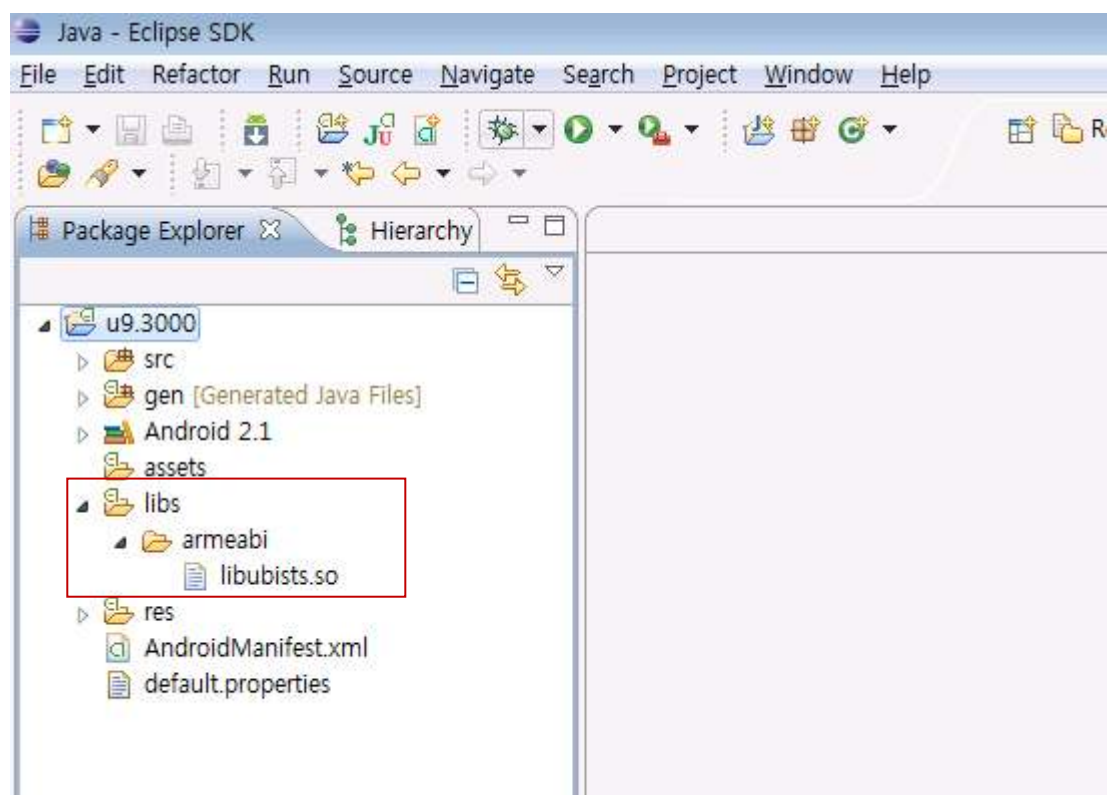 Java - Eclipse SDK
File Edit Refactor Run Source Navigate Search Project Window Help
Package Explorer Hierarchy
u9.3000
src
gen [Generated Java Files]
Android 2.1
assets
libs
armeabi
libubists.so
res
AndroidManifest.xml
default.properties